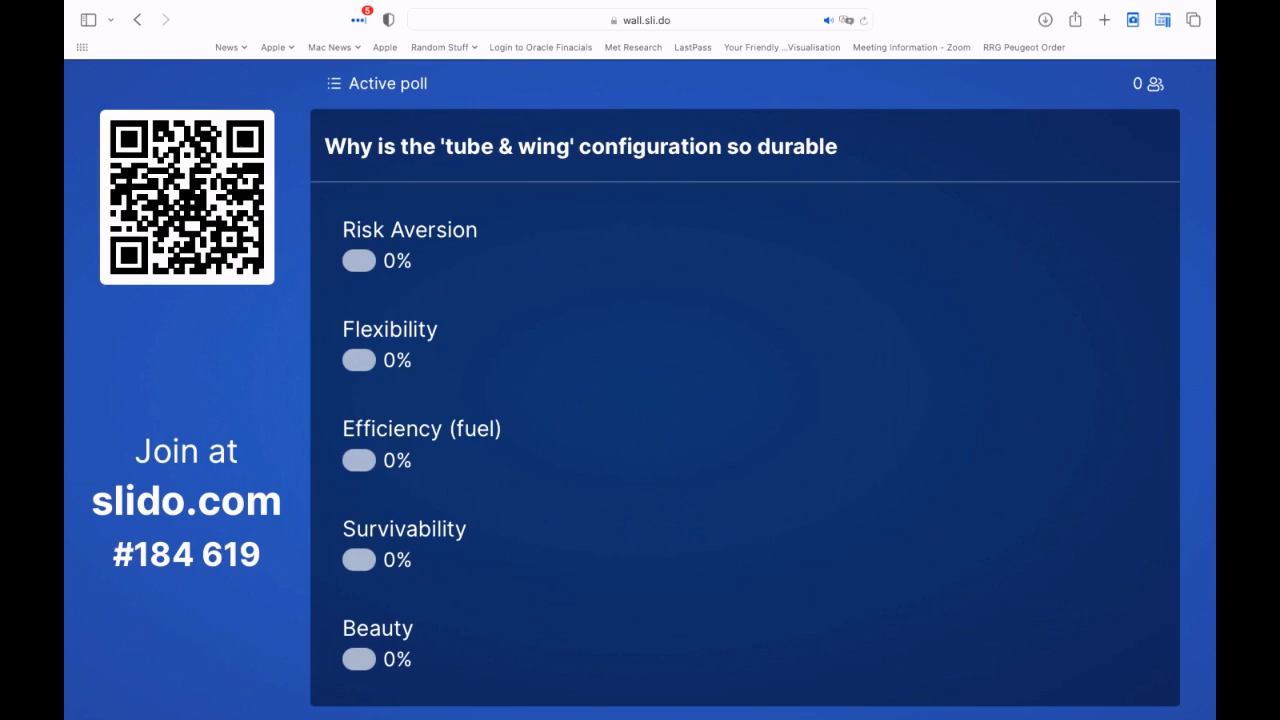 5
wall.sli.do
News Apple Mac News Apple Random Stuff Login to Oracle Finacials Met Research LastPass Your Friendly ...Visualisation Meeting Information - Zoom RRG Peugeot Order
Active poll
0
Why is the 'tube & wing' configuration so durable
Risk Aversion
0%
Flexibility
0%
Efficiency (fuel)
0%
Survivability
0%
Beauty
0%
Join at
slido.com
#184 619